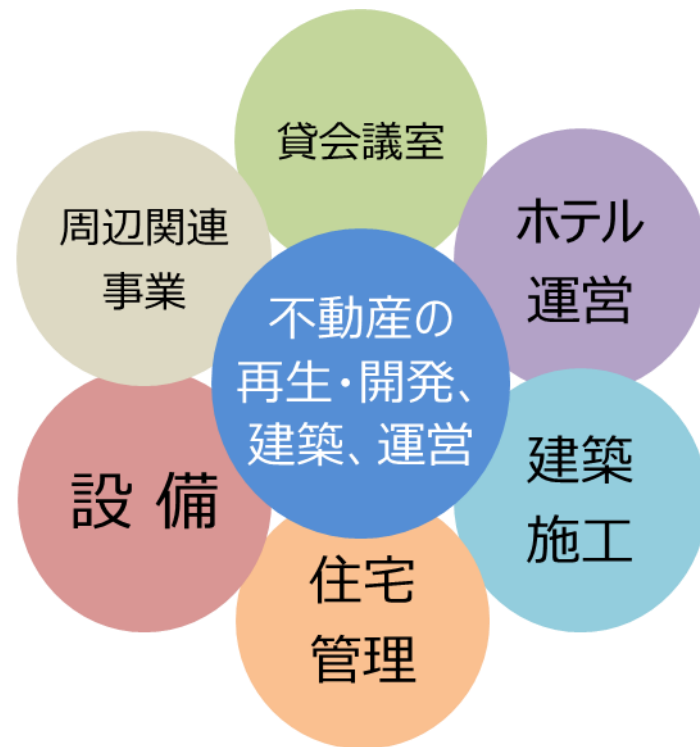 貸会議室
周辺関連
事業
ホテル
運営
不動産の
再生・開発、
建築、運営
設 備
建築
施工
住宅
管理